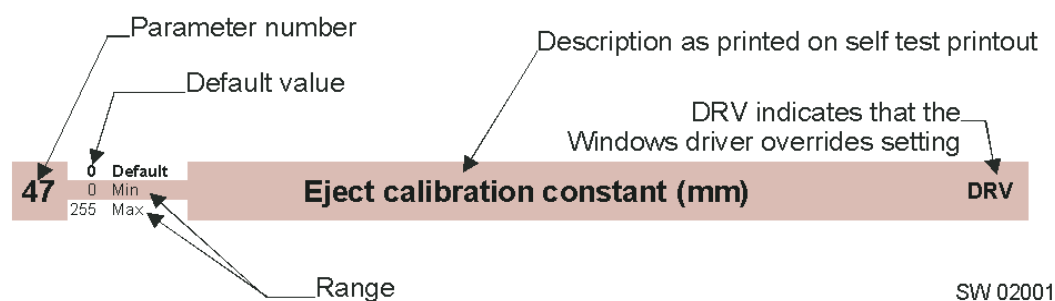 Parameter number
Description as printed on self test printout
Default value
DRV indicates that the
Windows driver overrides setting
47
0 Default
0 Min
255 Max
Eject calibration constant (mm)
DRV
Range
SW 02001